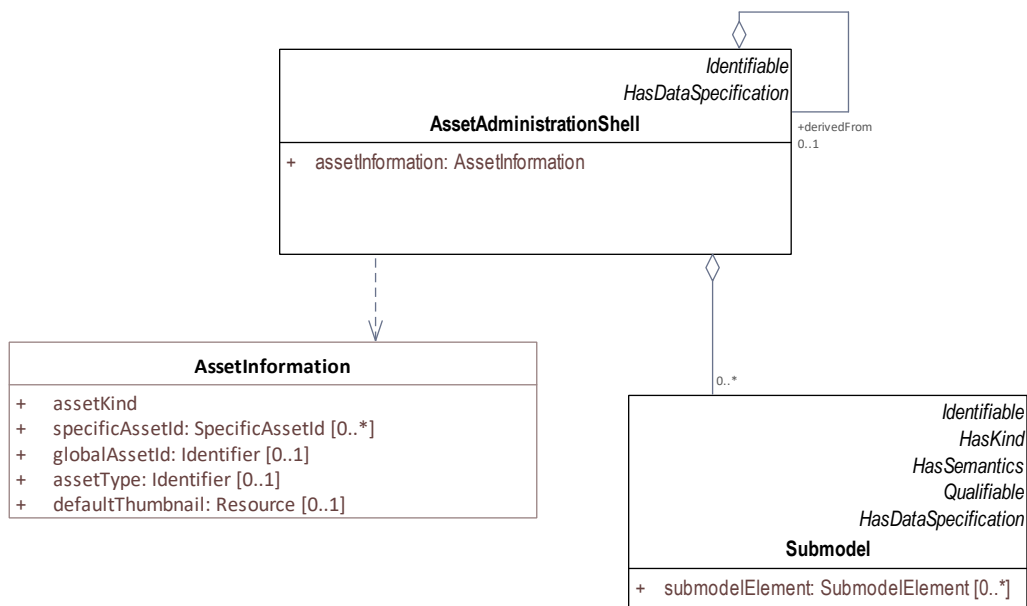 Identifiable
HasDataSpecification
AssetAdministrationShell
+derivedFrom
0..1
+ assetInformation: AssetInformation
AssetInformation
+ assetKind
+ specificAssetId: SpecificAssetId [0..*]
+ globalAssetId: Identifier [0..1]
+ assetType: Identifier [0..1]
+ defaultThumbnail: Resource [0..1]
0..*
Identifiable
HasKind
HasSemantics
Qualifiable
HasDataSpecification
Submodel
+ submodelElement: SubmodelElement [0..*]